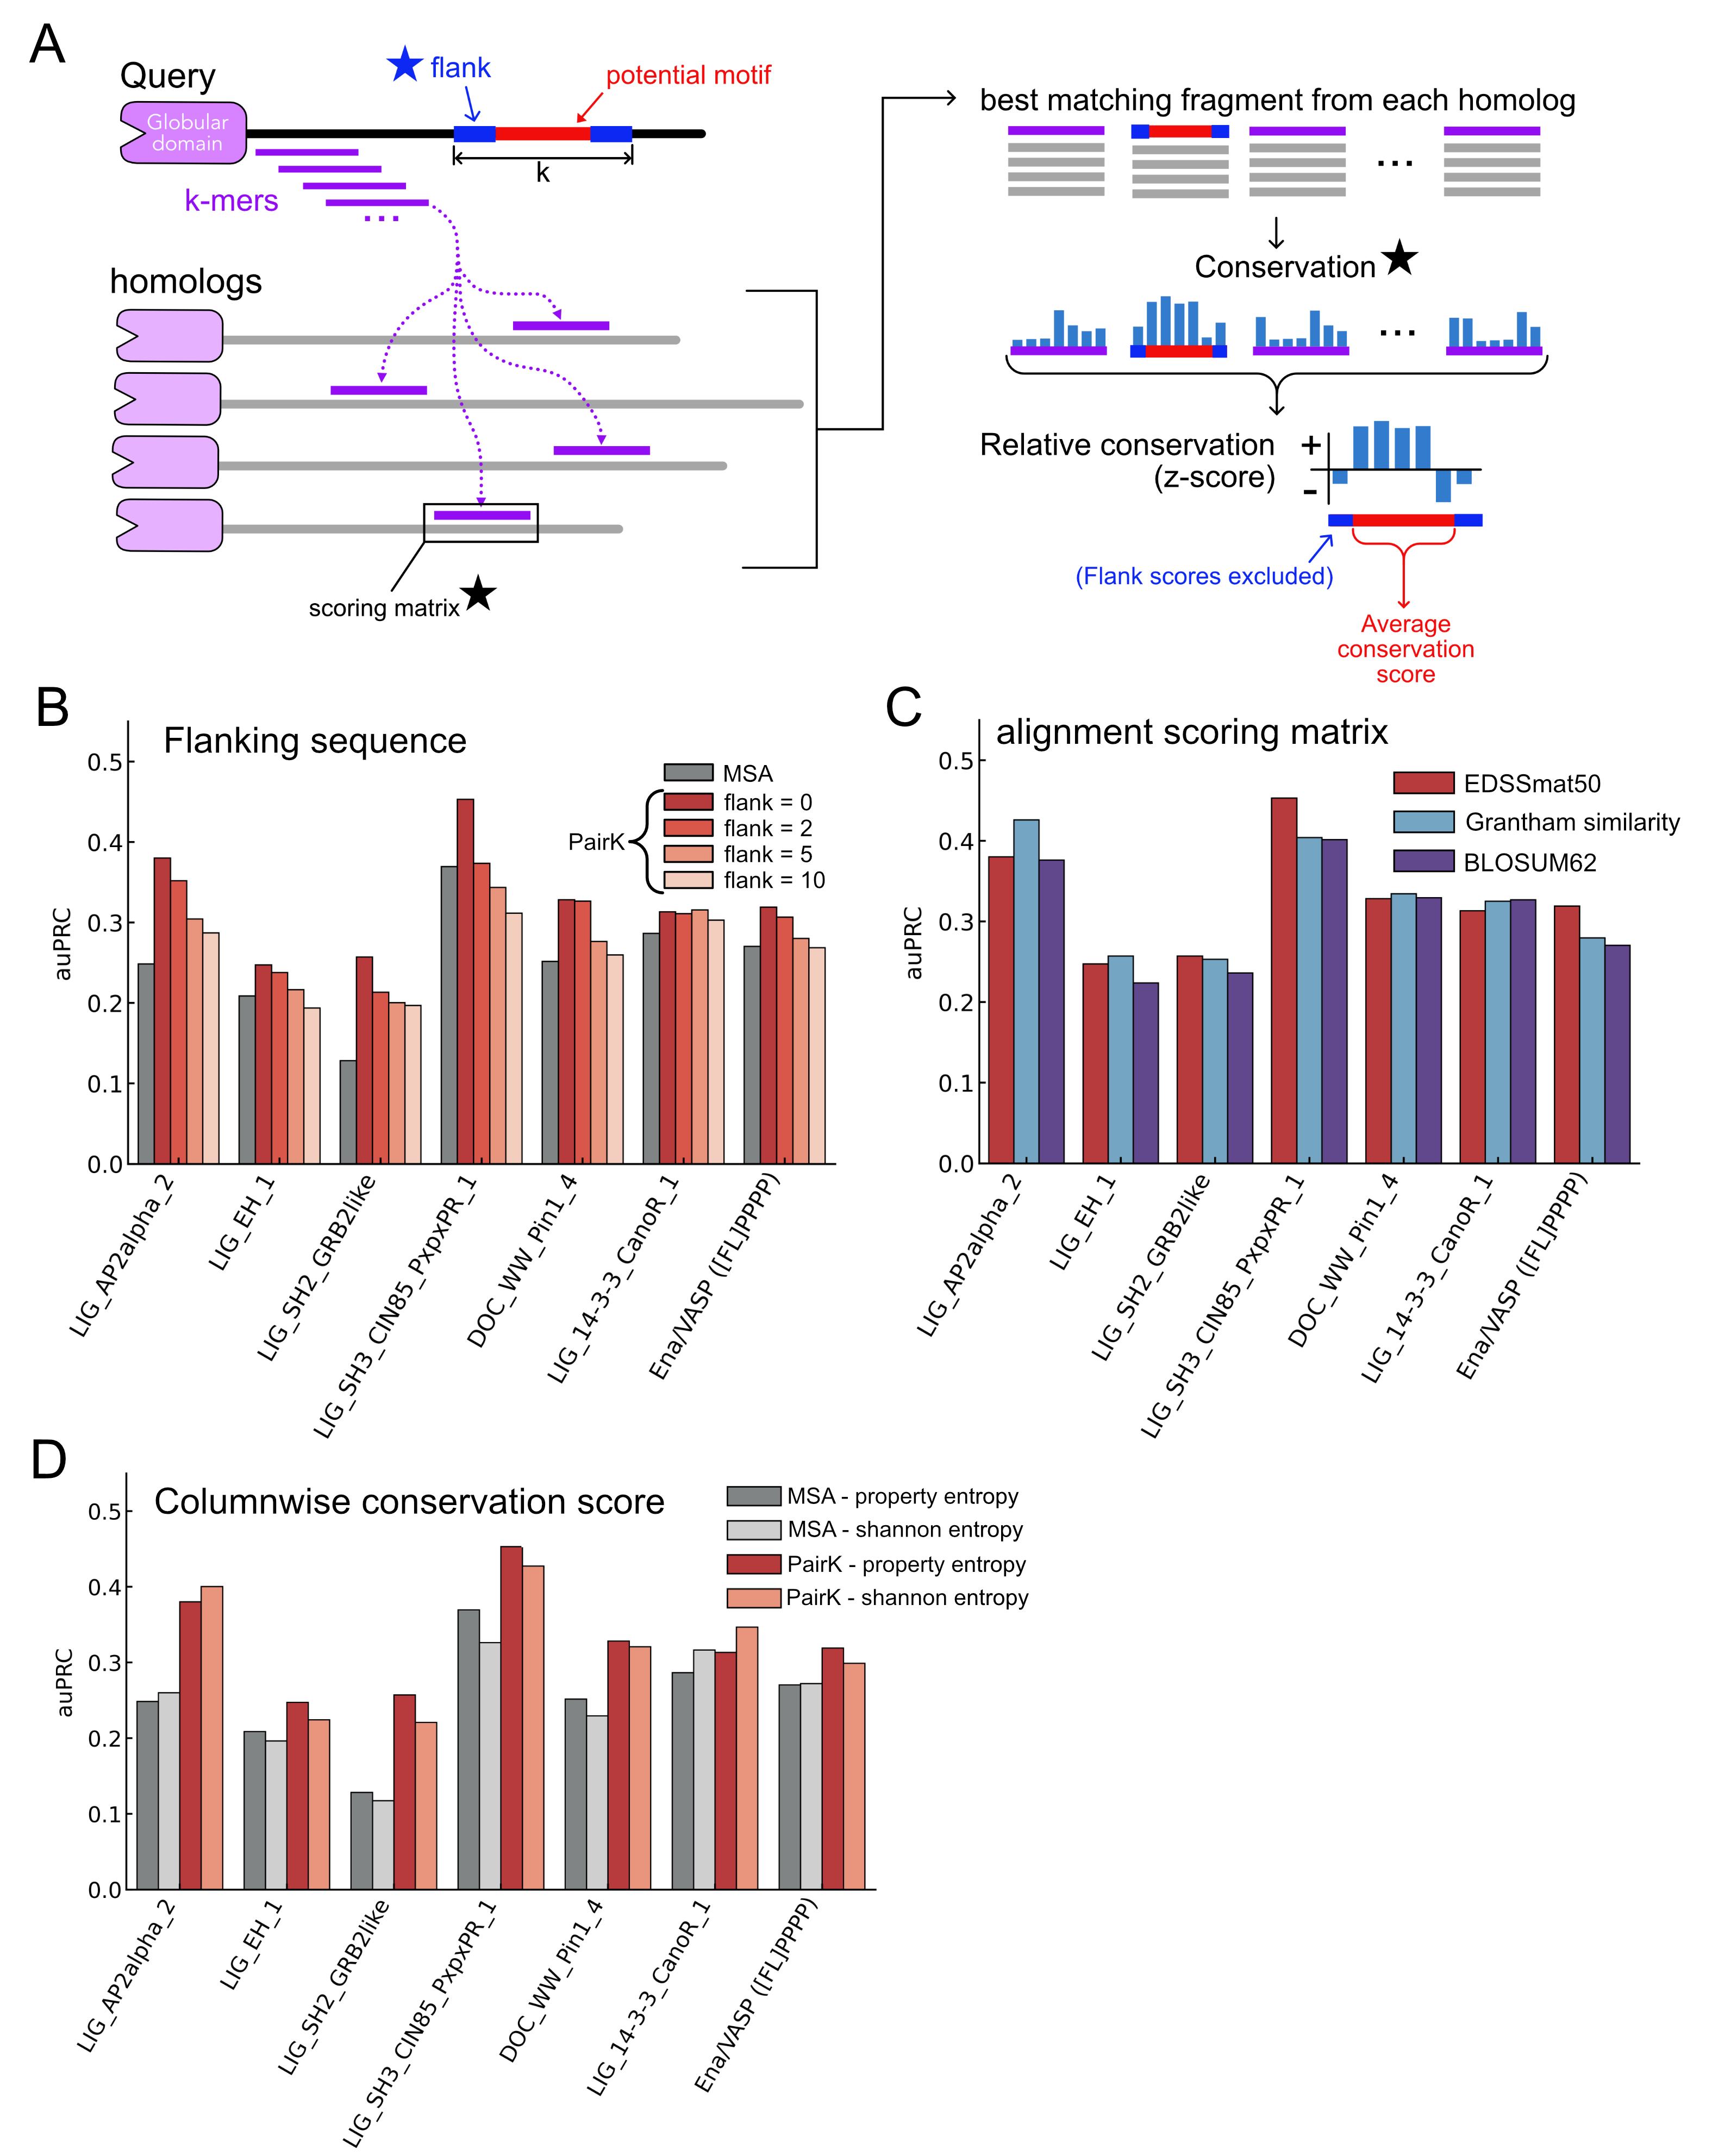 A
Query
flank
potential motif
Globular
domain
k
k-mers
...
homologs
scoring matrix
best matching fragment from each homolog
...
Conservation
...
Relative conservation
(z-score)
+
-
(Flank scores excluded)
Average
conservation
score
B
Flanking sequence
MSA
PairK
flank = 0
flank = 2
flank = 5
flank = 10
auPRC
0.5
0.4
0.3
0.2
0.1
0.0
LIG_AP2alpha_2
LIG_EH_1
LIG_SH2_GRB2like
LIG_SH3_CIN85_PxpxPR_1
DOC_WW_Pin1_4
LIG_14-3-3_CanoR_1
Ena/VASP ([FL]PPPP)
C
alignment scoring matrix
EDSSmat50
Grantham similarity
BLOSUM62
auPRC
0.5
0.4
0.3
0.2
0.1
0.0
LIG_AP2alpha_2
LIG_EH_1
LIG_SH2_GRB2like
LIG_SH3_CIN85_PxpxPR_1
DOC_WW_Pin1_4
LIG_14-3-3_CanoR_1
Ena/VASP ([FL]PPPP)
D
Columnwise conservation score
MSA - property entropy
MSA - shannon entropy
PairK - property entropy
PairK - shannon entropy
auPRC
0.5
0.4
0.3
0.2
0.1
0.0
LIG_AP2alpha_2
LIG_EH_1
LIG_SH2_GRB2like
LIG_SH3_CIN85_PxpxPR_1
DOC_WW_Pin1_4
LIG_14-3-3_CanoR_1
Ena/VASP ([FL]PPPP)